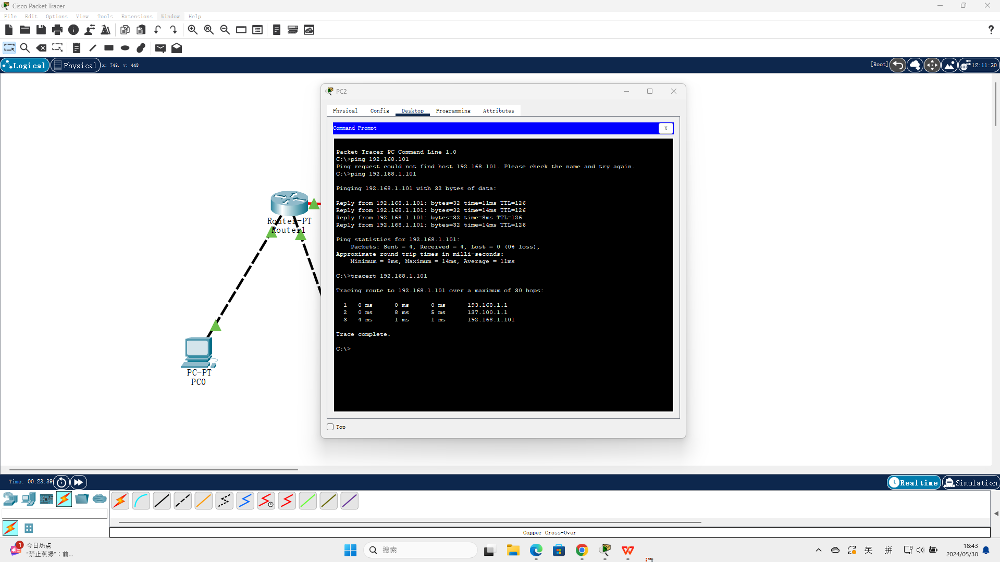 Cisco Packet Tracer
File Edit Options View Tools Extensions Window Help
Logical Physical x: 743, y: 448 [Root] 12:11:30
PC2
Physical Config Desktop Programming Attributes
Command Prompt X
Packet Tracer PC Command Line 1.0
C:\>ping 192.168.101
Ping request could not find host 192.168.101. Please check the name and try again.
C:\>ping 192.168.1.101
Pinging 192.168.1.101 with 32 bytes of data:
Reply from 192.168.1.101: bytes=32 time=11ms TTL=126
Reply from 192.168.1.101: bytes=32 time=14ms TTL=126
Reply from 192.168.1.101: bytes=32 time=8ms TTL=126
Reply from 192.168.1.101: bytes=32 time=14ms TTL=126
Ping statistics for 192.168.1.101:
Packets: Sent = 4, Received = 4, Lost = 0 (0% loss),
Approximate round trip times in milli-seconds:
Minimum = 8ms, Maximum = 14ms, Average = 11ms
C:\>tracert 192.168.1.101
Tracing route to 192.168.1.101 over a maximum of 30 hops:
1 0 ms 0 ms 0 ms 193.168.1.1
2 0 ms 8 ms 5 ms 137.100.1.1
3 4 ms 1 ms 1 ms 192.168.1.101
Trace complete.
C:\>
Top
Router-PT
Router1
PC-PT
PC0
Time: 00:23:39 Realtime Simulation
Copper Cross-Over
1 今日热点
"禁止蕉绿"：前...
搜索
英 拼 18:43
2024/05/30